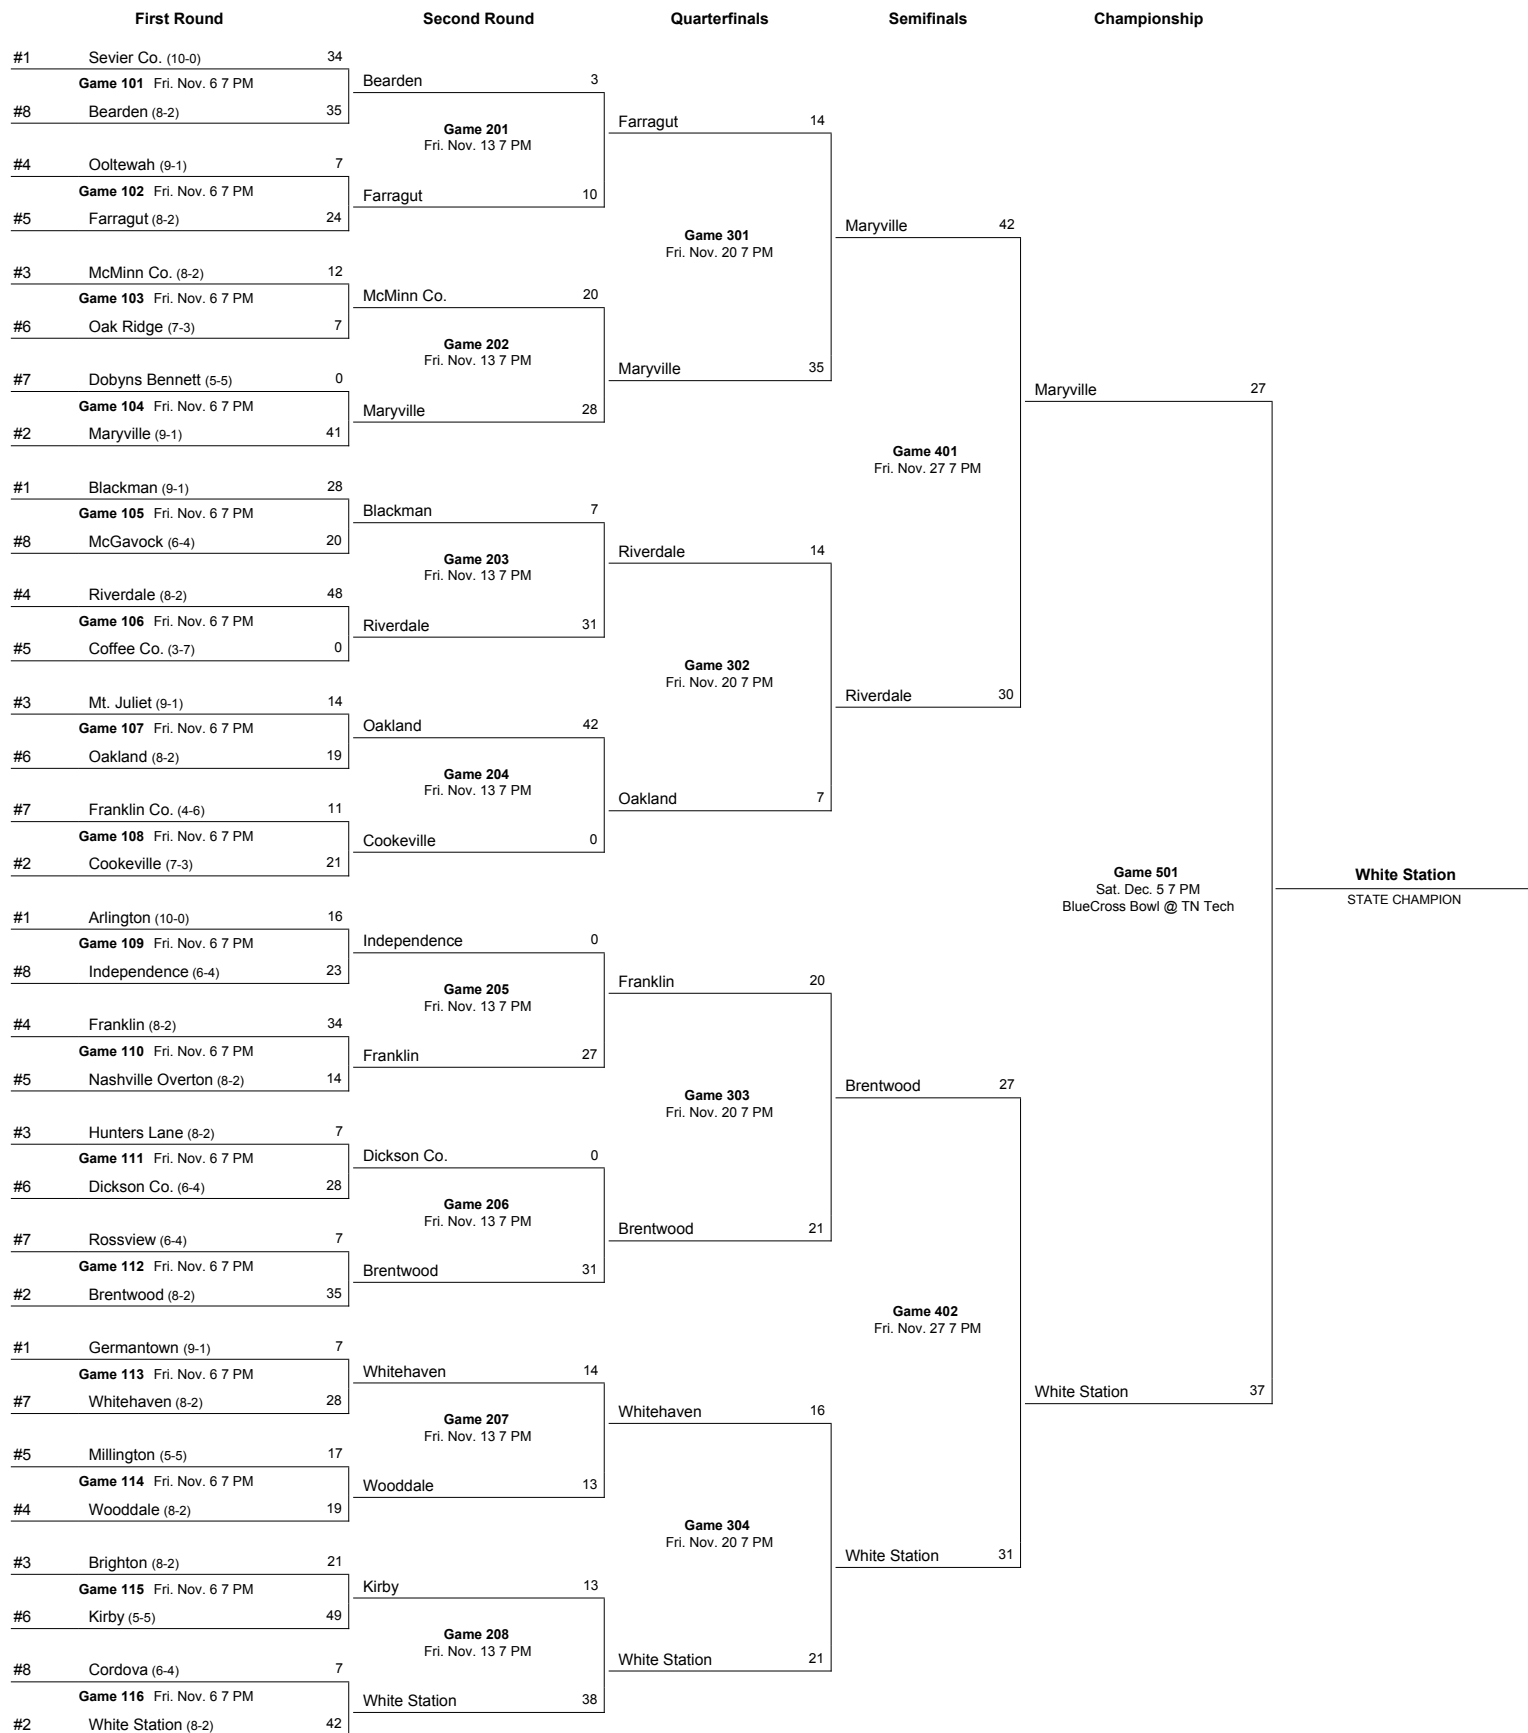 First Round Second Round Quarterfinals Semifinals Championship
#1 Sevier Co. (10-0) 34
Game 101 Fri. Nov. 6 7 PM
#8 Bearden (8-2) 35
#4 Ooltewah (9-1) 7
Game 102 Fri. Nov. 6 7 PM
#5 Farragut (8-2) 24
#3 McMinn Co. (8-2) 12
Game 103 Fri. Nov. 6 7 PM
#6 Oak Ridge (7-3) 7
#7 Dobyns Bennett (5-5) 0
Game 104 Fri. Nov. 6 7 PM
#2 Maryville (9-1) 41
#1 Blackman (9-1) 28
Game 105 Fri. Nov. 6 7 PM
#8 McGavock (6-4) 20
#4 Riverdale (8-2) 48
Game 106 Fri. Nov. 6 7 PM
#5 Coffee Co. (3-7) 0
#3 Mt. Juliet (9-1) 14
Game 107 Fri. Nov. 6 7 PM
#6 Oakland (8-2) 19
#7 Franklin Co. (4-6) 11
Game 108 Fri. Nov. 6 7 PM
#2 Cookeville (7-3) 21
#1 Arlington (10-0) 16
Game 109 Fri. Nov. 6 7 PM
#8 Independence (6-4) 23
#4 Franklin (8-2) 34
Game 110 Fri. Nov. 6 7 PM
#5 Nashville Overton (8-2) 14
#3 Hunters Lane (8-2) 7
Game 111 Fri. Nov. 6 7 PM
#6 Dickson Co. (6-4) 28
#7 Rossview (6-4) 7
Game 112 Fri. Nov. 6 7 PM
#2 Brentwood (8-2) 35
#1 Germantown (9-1) 7
Game 113 Fri. Nov. 6 7 PM
#7 Whitehaven (8-2) 28
#5 Millington (5-5) 17
Game 114 Fri. Nov. 6 7 PM
#4 Wooddale (8-2) 19
#3 Brighton (8-2) 21
Game 115 Fri. Nov. 6 7 PM
#6 Kirby (5-5) 49
#8 Cordova (6-4) 7
Game 116 Fri. Nov. 6 7 PM
#2 White Station (8-2) 42
Bearden 3
Game 201
Fri. Nov. 13 7 PM
Farragut 10
McMinn Co. 20
Game 202
Fri. Nov. 13 7 PM
Maryville 28
Blackman 7
Game 203
Fri. Nov. 13 7 PM
Riverdale 31
Oakland 42
Game 204
Fri. Nov. 13 7 PM
Cookeville 0
Independence 0
Game 205
Fri. Nov. 13 7 PM
Franklin 27
Dickson Co. 0
Game 206
Fri. Nov. 13 7 PM
Brentwood 31
Whitehaven 14
Game 207
Fri. Nov. 13 7 PM
Wooddale 13
Kirby 13
Game 208
Fri. Nov. 13 7 PM
White Station 38
Farragut 14
Game 301
Fri. Nov. 20 7 PM
Maryville 35
Riverdale 14
Game 302
Fri. Nov. 20 7 PM
Oakland 7
Franklin 20
Game 303
Fri. Nov. 20 7 PM
Brentwood 21
Whitehaven 16
Game 304
Fri. Nov. 20 7 PM
White Station 21
Maryville 42
Game 401
Fri. Nov. 27 7 PM
Riverdale 30
Brentwood 27
Game 402
Fri. Nov. 27 7 PM
White Station 31
Maryville 27
Game 501
Sat. Dec. 5 7 PM
BlueCross Bowl @ TN Tech
White Station 37
White Station
STATE CHAMPION